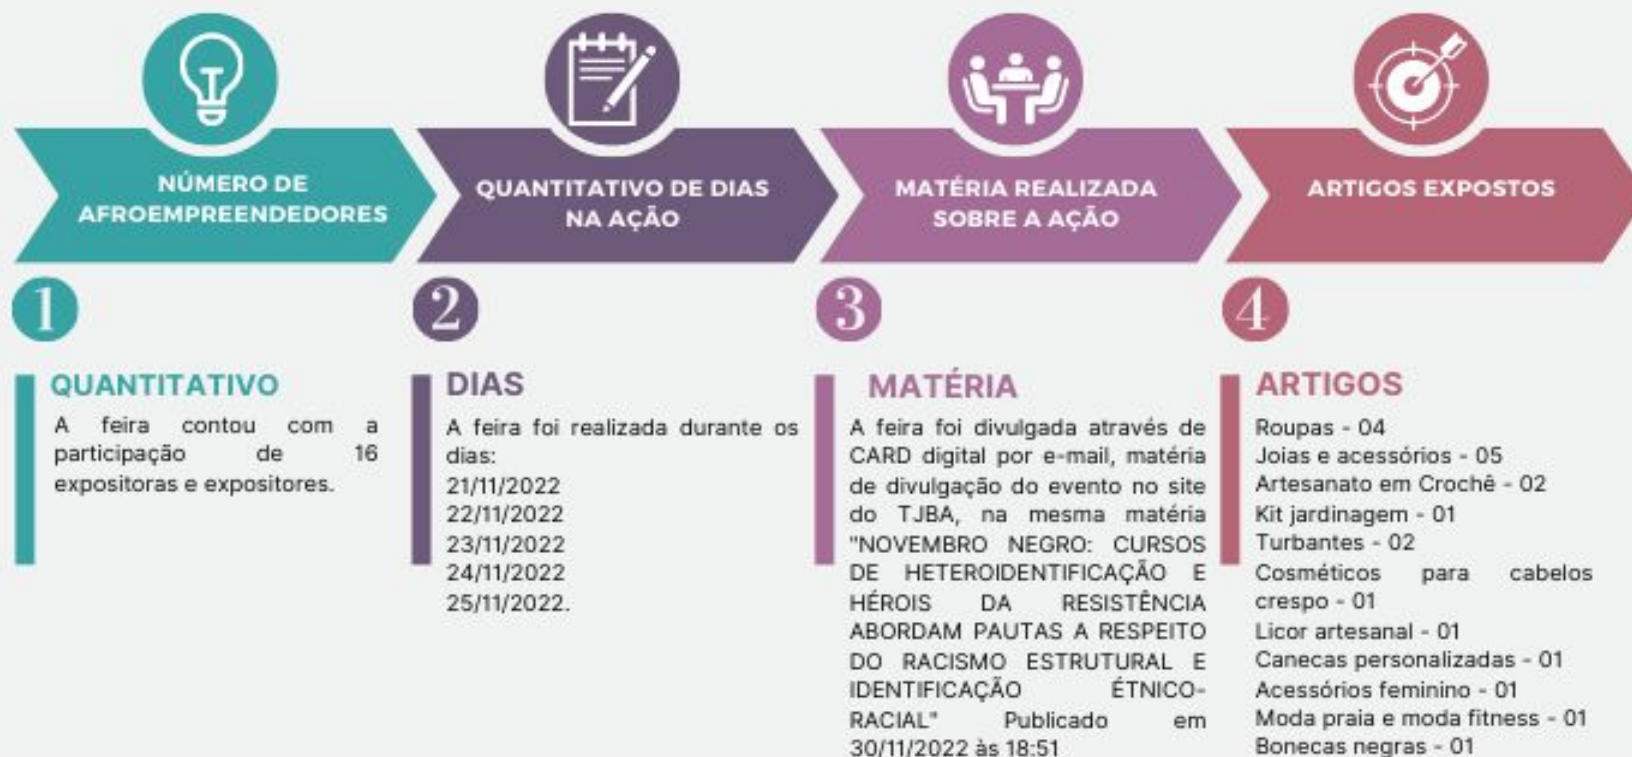 NÚMERO DE
AFROEMPREENDEDORES
QUANTITATIVO DE DIAS
NA AÇÃO
MATÉRIA REALIZADA
SOBRE A AÇÃO
ARTIGOS EXPOSTOS
1
QUANTITATIVO
A feira contou com a
participação de 16
expositoras e expositores.
2
DIAS
A feira foi realizada durante os
dias:
21/11/2022
22/11/2022
23/11/2022
24/11/2022
25/11/2022.
3
MATÉRIA
A feira foi divulgada através de
CARD digital por e-mail, matéria
de divulgação do evento no site
do TJBA, na mesma matéria
"NOVEMBRO NEGRO: CURSOS
DE HETEROIDENTIFICAÇÃO E
HÉROIS DA RESISTÊNCIA
ABORDAM PAUTAS A RESPEITO
DO RACISMO ESTRUTURAL E
IDENTIFICAÇÃO ÉTNICO-
RACIAL" Publicado em
30/11/2022 às 18:51
4
ARTIGOS
Roupas - 04
Joias e acessórios - 05
Artesanato em Crochê - 02
Kit jardinagem - 01
Turbantes - 02
Cosméticos para cabelos
crespo - 01
Licor artesanal - 01
Canecas personalizadas - 01
Acessórios feminino - 01
Moda praia e moda fitness - 01
Bonecas negras - 01